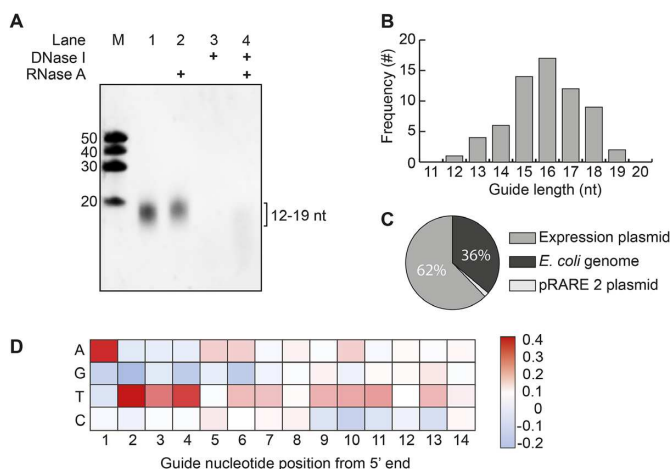 A
Lane M 1 2 3 4
DNase I + +
RNase A + +
50
40
30
20
12-19 nt
B
Frequency (#)
20
15
10
5
0
11 12 13 14 15 16 17 18 19 20
Guide length (nt)
C
62%
36%
Expression plasmid
E. coli genome
pRARE 2 plasmid
D
A
G
T
C
1 2 3 4 5 6 7 8 9 10 11 12 13 14
Guide nucleotide position from 5' end
0.4
0.3
0.2
0.1
0
-0.1
-0.2